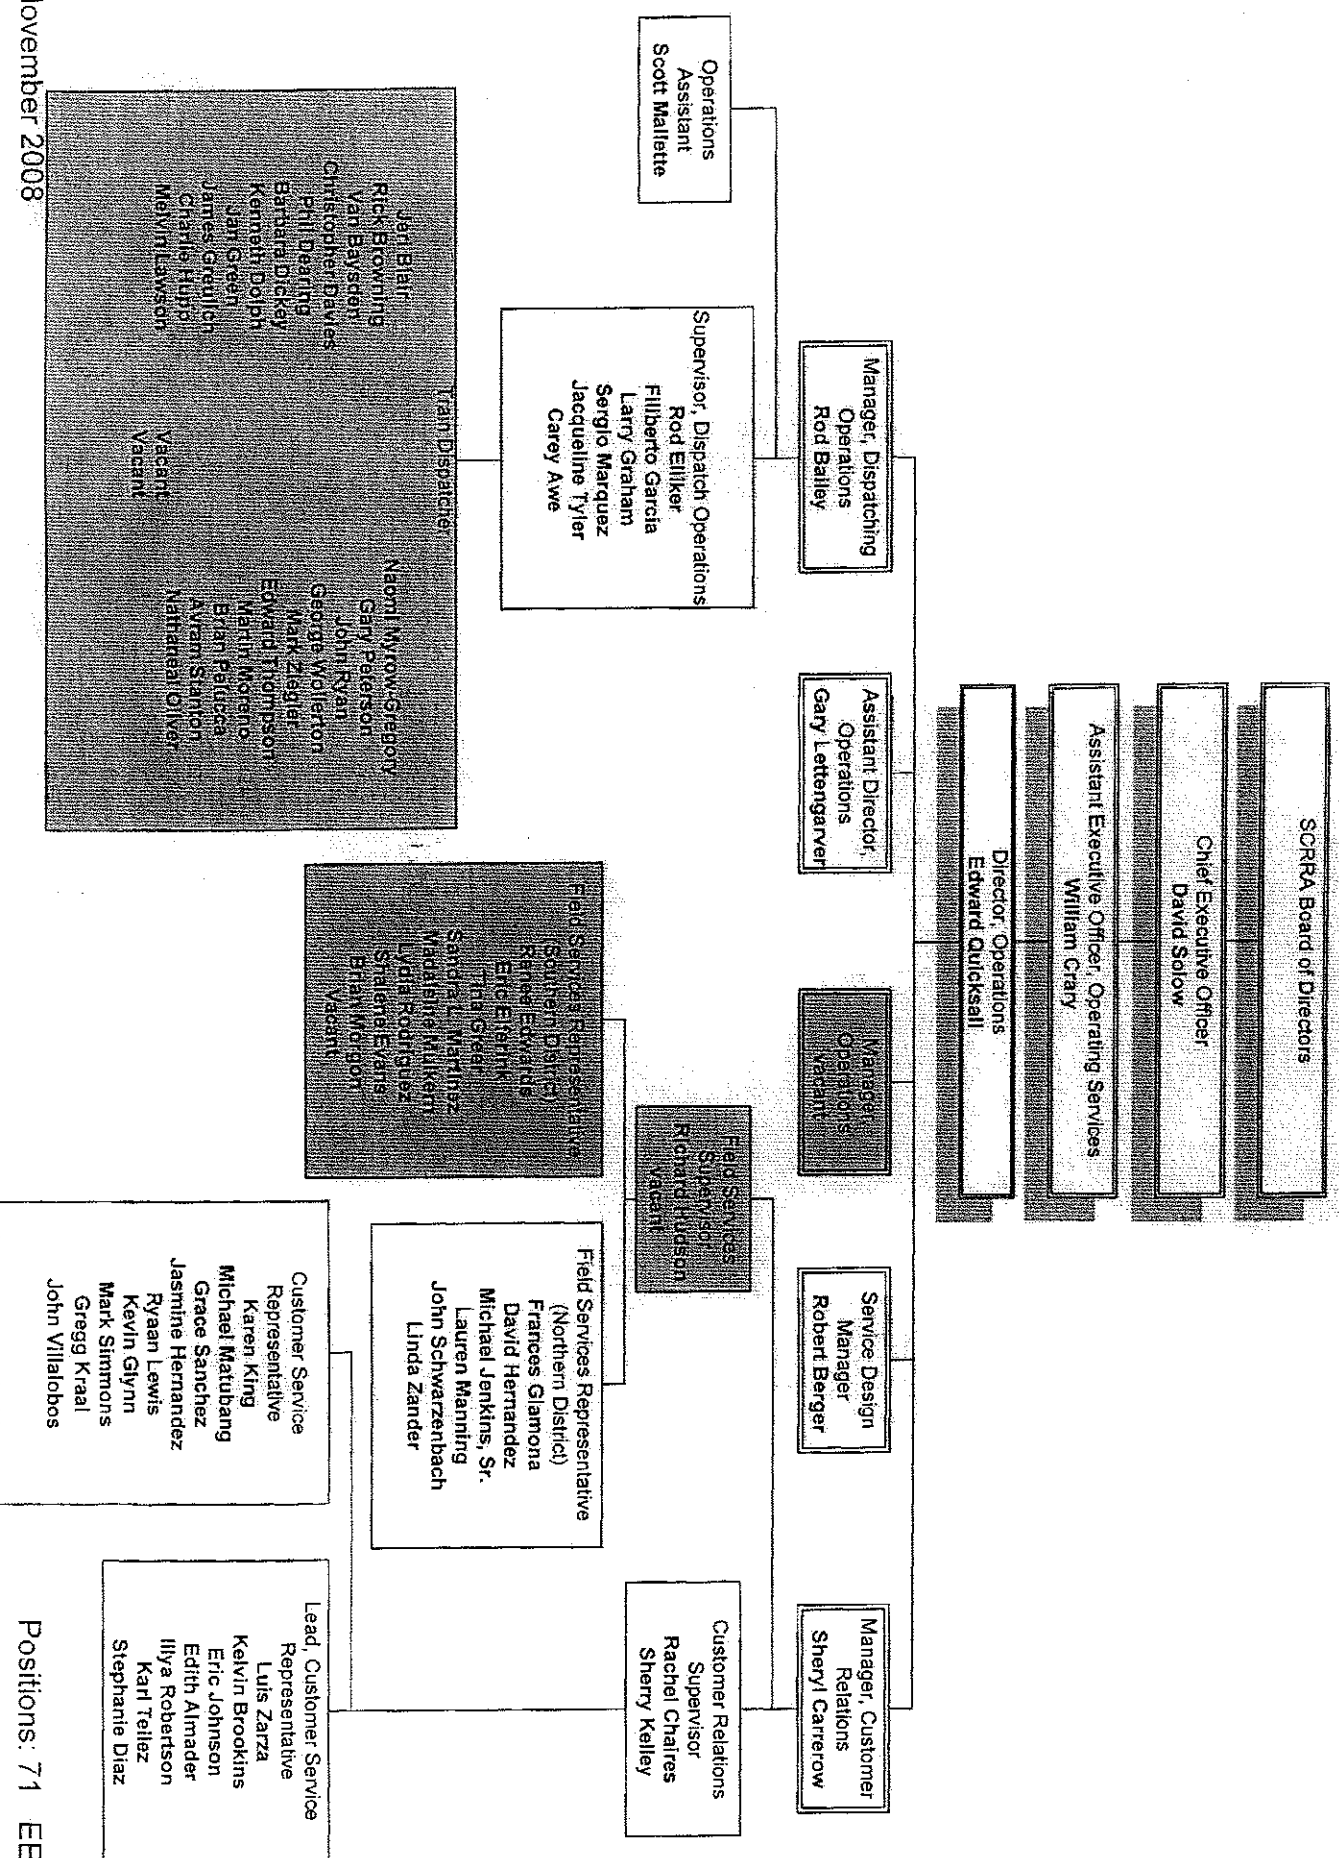 SCRRA Board of Directors
Chief Executive Officer
David Solow
Assistant Executive Officer, Operating Services
William Crary
Director, Operations
Edward Quicksall
Manager, Dispatching
Operations
Rod Bailey
Assistant Director,
Operations
Gary Lettengarver
Manager,
Operations
Vacant
Service Design
Manager
Robert Berger
Manager, Customer
Relations
Sheryl Carrerow
Operations
Assistant
Scott Mallette
Supervisor, Dispatch Operations
Rod
Filiberto Garcia
Larry Graham
Sergio Marquez
Jacqueline Tyler
Carey Awe
Field Services
Supervisor
Richard Hudson
Vacant
Customer Relations
Supervisor
Rachel Chaires
Sherry Kelley
Train Dispatcher
Jeri Blair
Rick Browning
Van Baysden
Christopher Davies
Phil Dearing
Barbara Dickey
Kenneth Dolph
Jan Green
James Greulich
Charlie Hupp
Melvin Lawson
Vacant
Vacant
Naomi Myrow-Gregory
Gary Peterson
John Ryan
George Wolferton
Mark Ziegler
Edward Thompson
Martin Moreno
Brian
Avram Stanton
Nathaneal Oliver
Field Services Representative
(Southern District)
Renee Edwards
Eric
Tina Greer
Sandra L. Martinez
Lydia Rodriguez
Shalene Evans
Brian Morgon
Vacant
Field Services Representative
(Northern District)
Frances Glamona
David Hernandez
Michael Jenkins, Sr.
Lauren Manning
John Schwarzenbach
Linda Zander
Customer Service
Representative
Karen King
Michael Matubang
Grace Sanchez
Jasmine Hernandez
Ryaan Lewis
Kevin Glynn
Mark Simmons
Gregg Kraal
John Villalobos
Lead, Customer Service
Representative
Luis Zarza
Kelvin Brookins
Eric Johnson
Edith Almader
Illya Robertson
Karl Tellez
Stephanie Diaz
ovember 2008
Positions: 71 EE